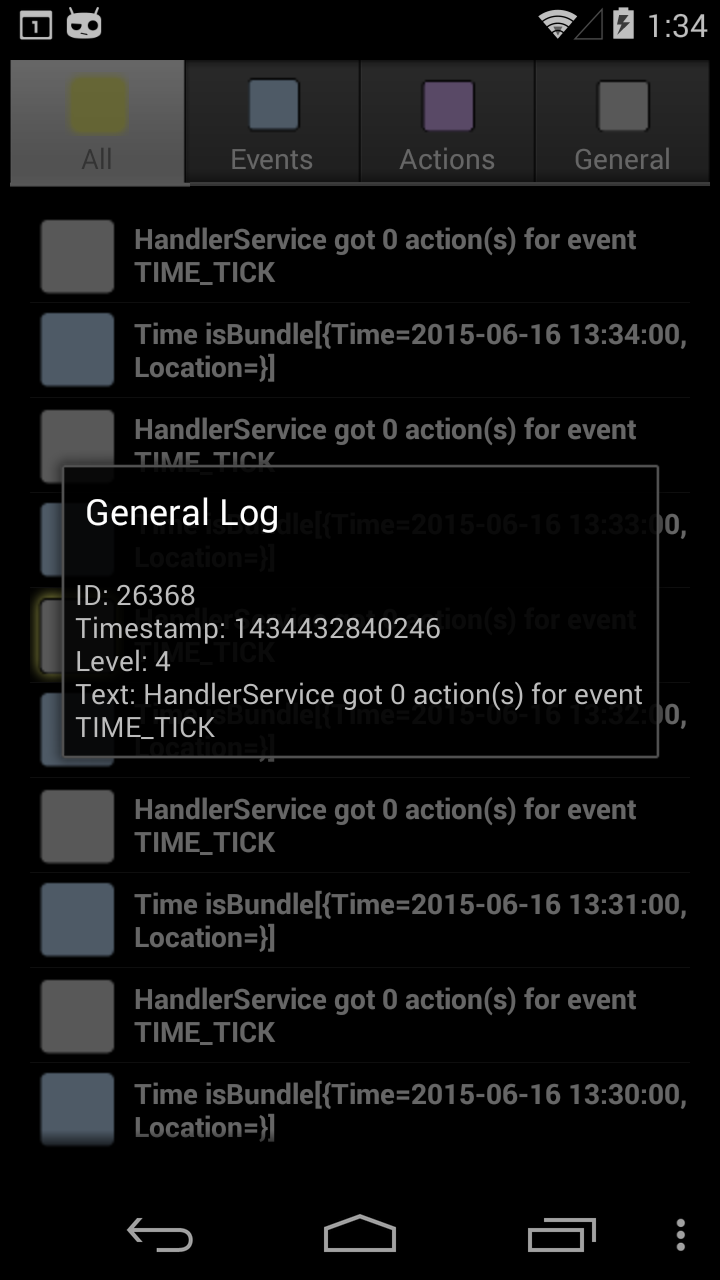 1
1:34
All
Events
Actions
General
HandlerService got 0 action(s) for event
TIME_TICK
Time isBundle[{Time=2015-06-16 13:34:00,
Location=}]
HandlerService got 0 action(s) for event
TIME_TICK
General Log
Time isBundle[{Time=2015-06-16 13:33:00,
Location=}]
ID: 26368
HandlerService got 0 action(s) for event
Timestamp: 1434432840246
TIME_TICK
Level: 4
Text: HandlerService got 0 action(s) for event
TIME_TICK
Time isBundle[{Time=2015-06-16 13:32:00,
Location=}]
HandlerService got 0 action(s) for event
TIME_TICK
Time isBundle[{Time=2015-06-16 13:31:00,
Location=}]
HandlerService got 0 action(s) for event
TIME_TICK
Time isBundle[{Time=2015-06-16 13:30:00,
Location=}]